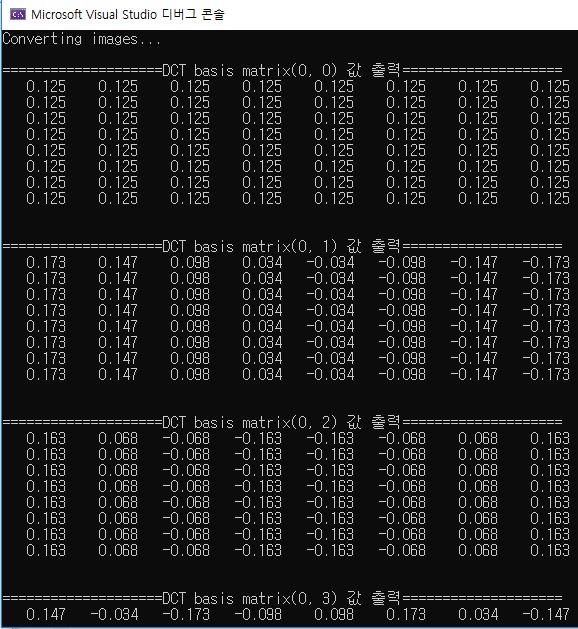 Microsoft Visual Studio 디버그 콘솔
Converting images...
====================DCT basis matrix(0, 0) 값 출력====================
0.125 0.125 0.125 0.125 0.125 0.125 0.125 0.125
0.125 0.125 0.125 0.125 0.125 0.125 0.125 0.125
0.125 0.125 0.125 0.125 0.125 0.125 0.125 0.125
0.125 0.125 0.125 0.125 0.125 0.125 0.125 0.125
0.125 0.125 0.125 0.125 0.125 0.125 0.125 0.125
0.125 0.125 0.125 0.125 0.125 0.125 0.125 0.125
0.125 0.125 0.125 0.125 0.125 0.125 0.125 0.125
0.125 0.125 0.125 0.125 0.125 0.125 0.125 0.125
====================DCT basis matrix(0, 1) 값 출력====================
0.173 0.147 0.098 0.034 -0.034 -0.098 -0.147 -0.173
0.173 0.147 0.098 0.034 -0.034 -0.098 -0.147 -0.173
0.173 0.147 0.098 0.034 -0.034 -0.098 -0.147 -0.173
0.173 0.147 0.098 0.034 -0.034 -0.098 -0.147 -0.173
0.173 0.147 0.098 0.034 -0.034 -0.098 -0.147 -0.173
0.173 0.147 0.098 0.034 -0.034 -0.098 -0.147 -0.173
0.173 0.147 0.098 0.034 -0.034 -0.098 -0.147 -0.173
0.173 0.147 0.098 0.034 -0.034 -0.098 -0.147 -0.173
====================DCT basis matrix(0, 2) 값 출력====================
0.163 0.068 -0.068 -0.163 -0.163 -0.068 0.068 0.163
0.163 0.068 -0.068 -0.163 -0.163 -0.068 0.068 0.163
0.163 0.068 -0.068 -0.163 -0.163 -0.068 0.068 0.163
0.163 0.068 -0.068 -0.163 -0.163 -0.068 0.068 0.163
0.163 0.068 -0.068 -0.163 -0.163 -0.068 0.068 0.163
0.163 0.068 -0.068 -0.163 -0.163 -0.068 0.068 0.163
0.163 0.068 -0.068 -0.163 -0.163 -0.068 0.068 0.163
0.163 0.068 -0.068 -0.163 -0.163 -0.068 0.068 0.163
====================DCT basis matrix(0, 3) 값 출력====================
0.147 -0.034 -0.173 -0.098 0.098 0.173 0.034 -0.147